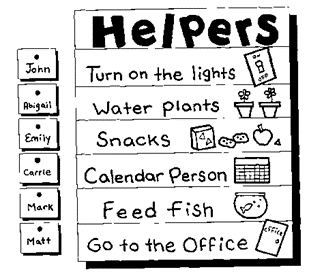 Helpers
John
Turn on the lights
Abigail
Water plants
Emily
Snacks
Carrie
Calendar Person
Mark
Feed Fish
Matt
Go to the Office
office